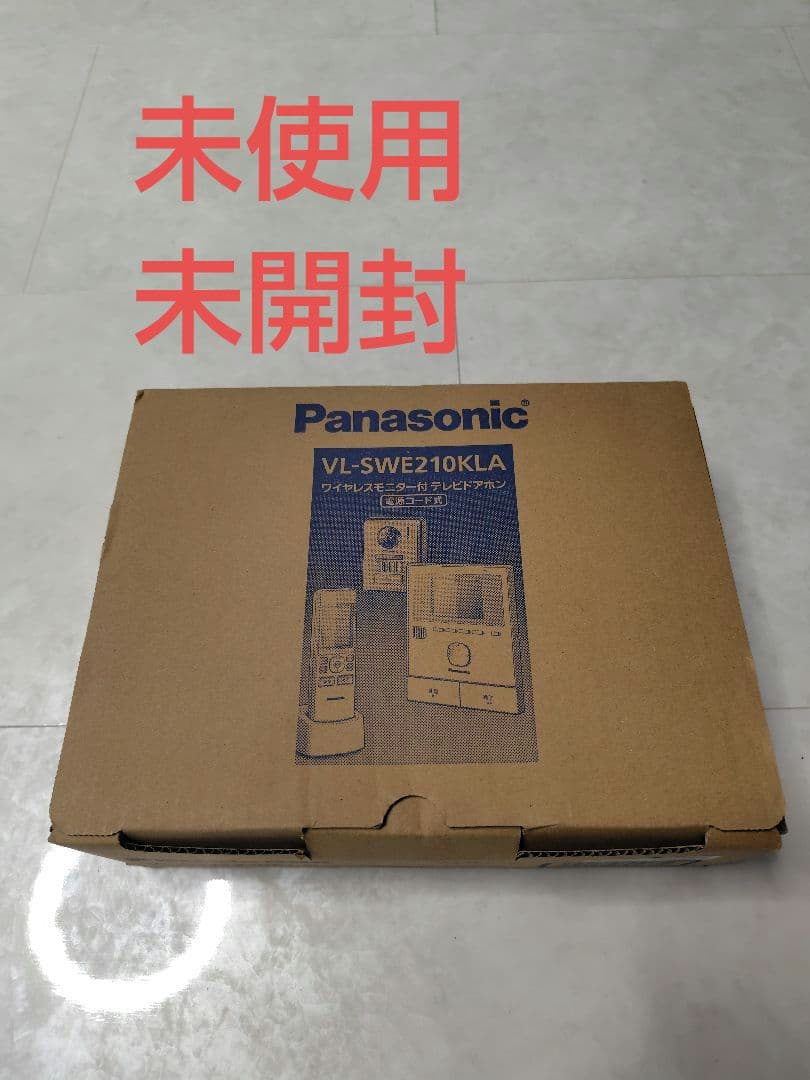 未使用
未開封
Panasonic®
VL-SWE210KLA
ワイヤレスモニター付テレビドアホン
電源コード式
Panasonic